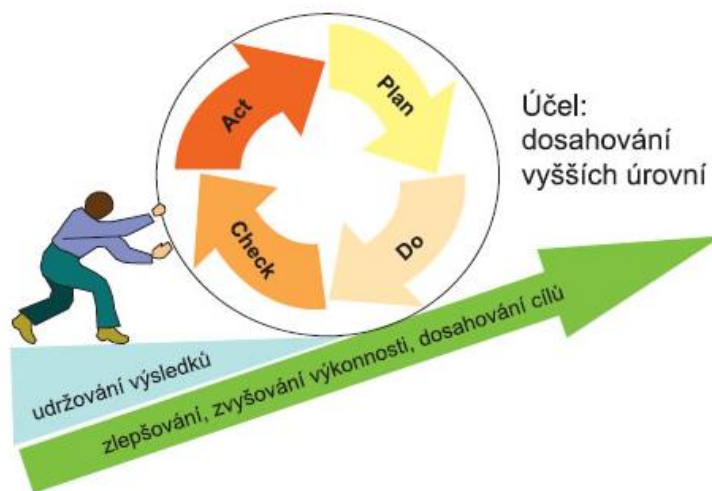 Act
Plan
Check
Do
Účel:
dosahování
vyšších úrovní
udržování výsledků
zlepšování, zvyšování výkonnosti, dosahování cílů